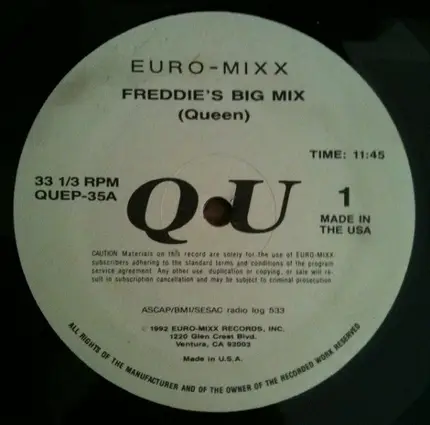 EURO-MIXX
FREDDIE'S BIG MIX
(Queen)
TIME: 11:45
33 1/3 RPM
QUEP-35A
QU
1
MADE IN
THE USA
CAUTION Materials on this record are solely for the use of EURO-MIXX
subscribers adhering to the standard terms and conditions of the program
service agreement. Any other use duplication or copying, or sale will re-
sult in subscription cancellation and may be subject to criminal prosecution
ASCAP/BMI/SESAC radio log 533
© 1992 EURO-MIXX RECORDS, INC.
1220 Glen Crest Blvd.
Ventura, CA 92003
Made in U.S.A.
ALL RIGHTS OF THE MANUFACTURER AND OF THE OWNER OF THE RECORDED WORK RESERVED